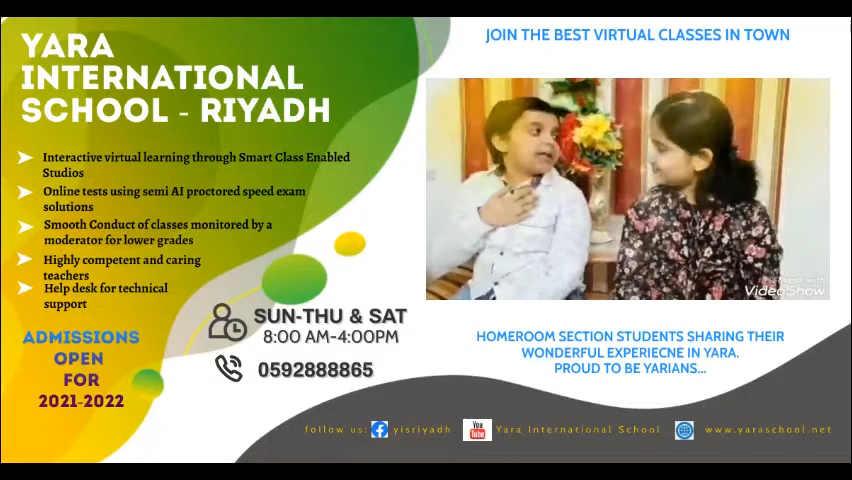 YARA
INTERNATIONAL
SCHOOL - RIYADH
Interactive virtual learning through Smart Class Enabled
Studios
Online tests using semi AI proctored speed exam
solutions
Smooth Conduct of classes monitored by a
moderator for lower grades
Highly competent and caring
teachers
Help desk for technical
support
ADMISSIONS
OPEN
FOR
2021-2022
SUN-THU & SAT
8:00 AM-4:00PM
0592888865
JOIN THE BEST VIRTUAL CLASSES IN TOWN
with
VideoShow
HOMEROOM SECTION STUDENTS SHARING THEIR
WONDERFUL EXPERIECNE IN YARA.
PROUD TO BE YARIANS...
follow us: yisriyadh You Tube Yara International School www.yaraschool.net